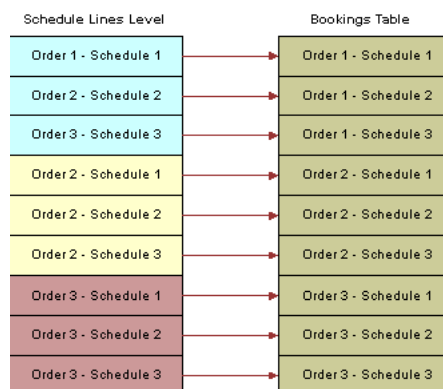 Schedule Lines Level Bookings Table
Order 1 - Schedule 1 Order 1 - Schedule 1
Order 2 - Schedule 2 Order 1 - Schedule 2
Order 3 - Schedule 3 Order 1 - Schedule 3
Order 2 - Schedule 1 Order 2 - Schedule 1
Order 2 - Schedule 2 Order 2 - Schedule 2
Order 2 - Schedule 3 Order 2 - Schedule 3
Order 3 - Schedule 1 Order 3 - Schedule 1
Order 3 - Schedule 2 Order 3 - Schedule 2
Order 3 - Schedule 3 Order 3 - Schedule 3